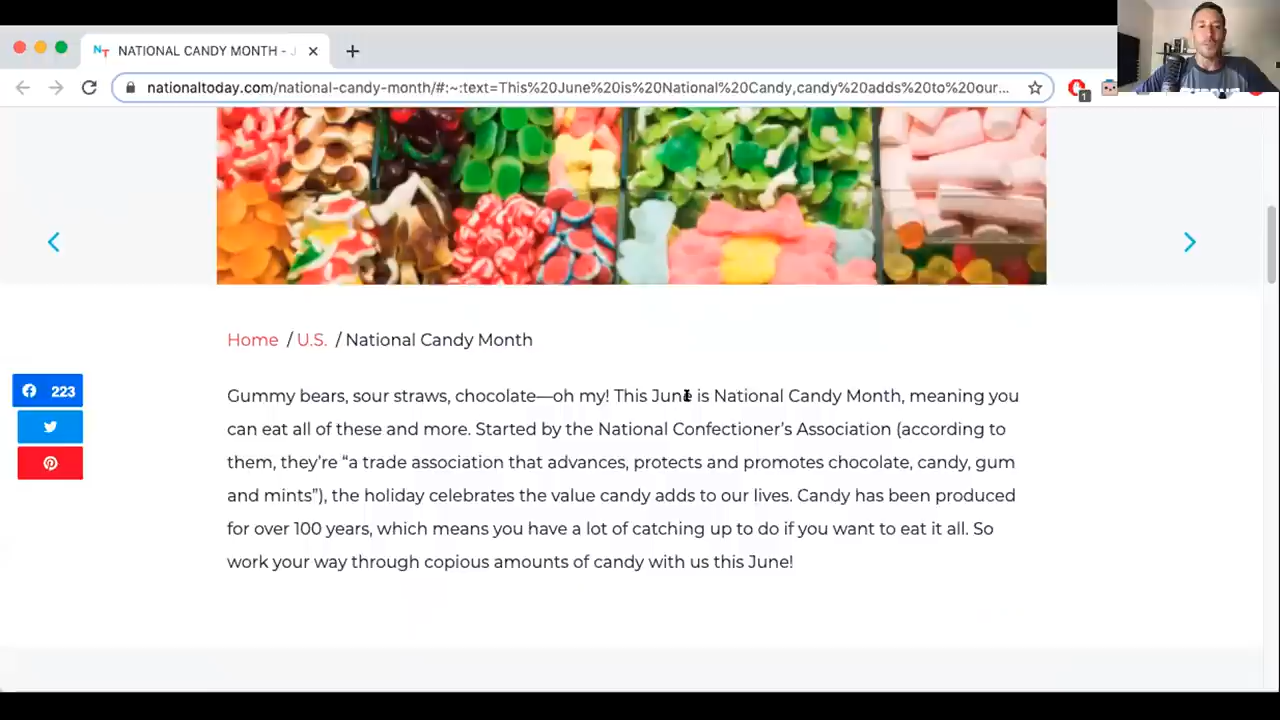 NT NATIONAL CANDY MONTH - J
nationaltoday.com/national-candy-month/#:~:text=This%20June%20is%20National%20Candy,candy%20adds%20to%20our...
1
Home / U.S. / National Candy Month
223
Gummy bears, sour straws, chocolate—oh my! This June is National Candy Month, meaning you
can eat all of these and more. Started by the National Confectioner's Association (according to
them, they're “a trade association that advances, protects and promotes chocolate, candy, gum
and mints”), the holiday celebrates the value candy adds to our lives. Candy has been produced
for over 100 years, which means you have a lot of catching up to do if you want to eat it all. So
work your way through copious amounts of candy with us this June!